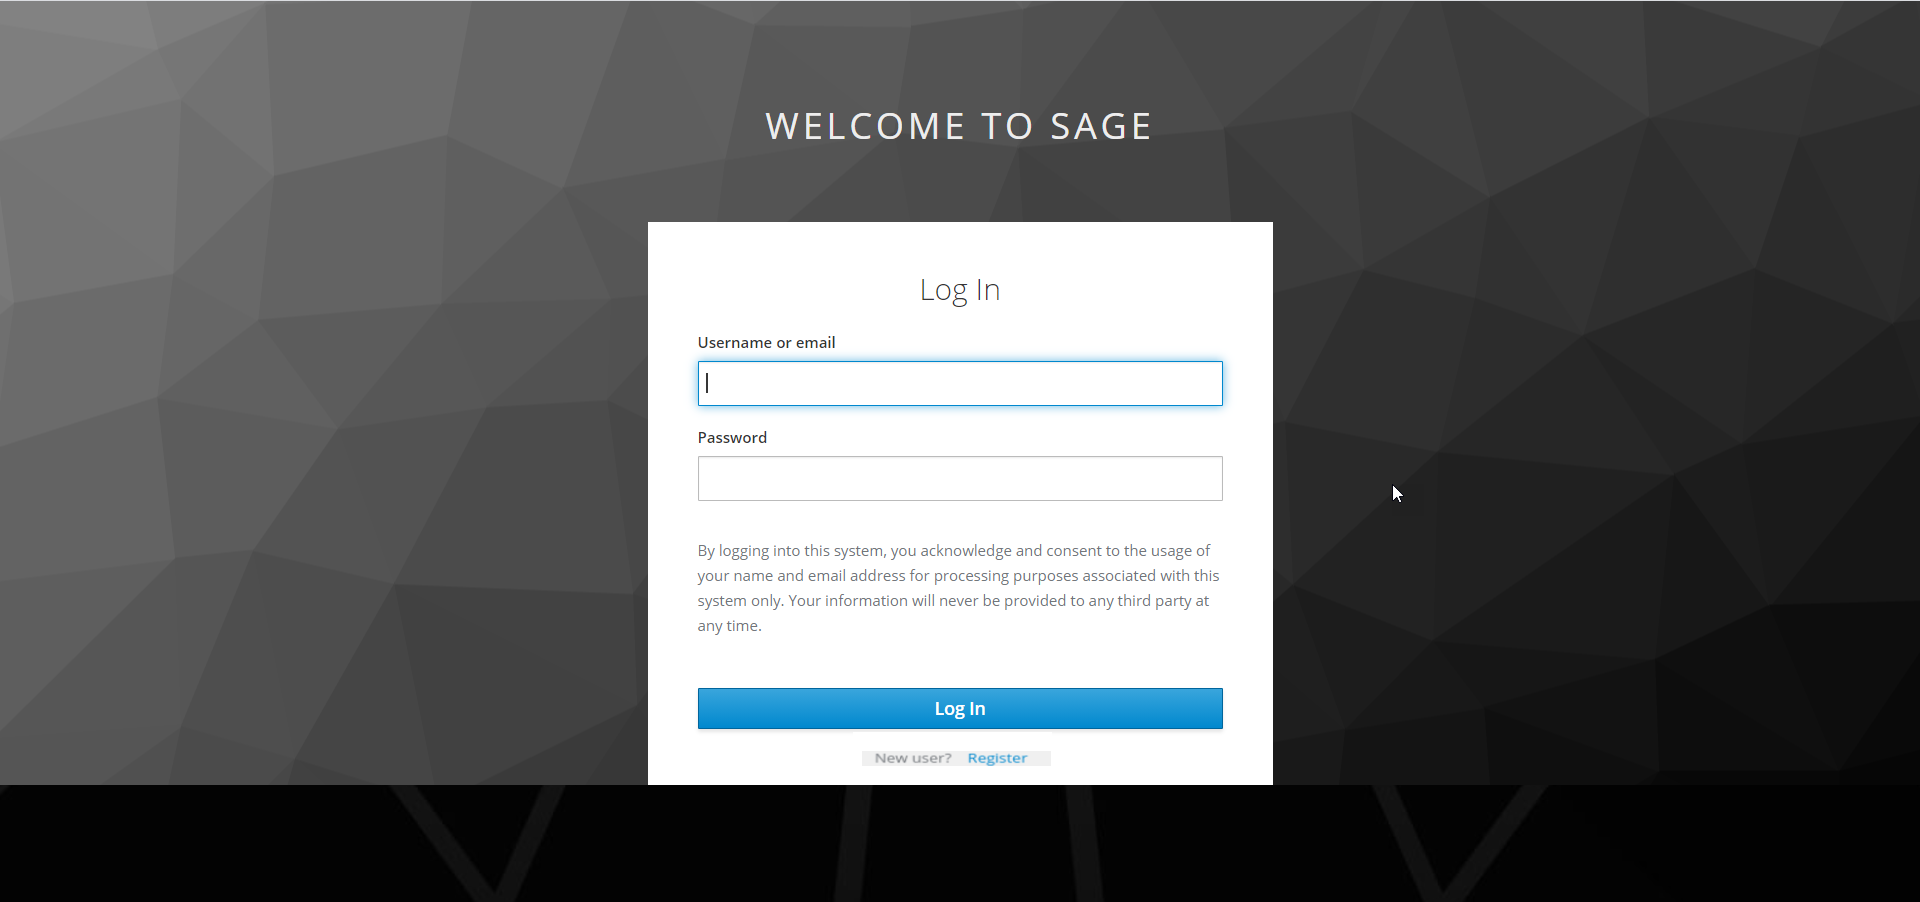 WELCOME TO SAGE
Log In
Username or email
Password
By logging into this system, you acknowledge and consent to the usage of
your name and email address for processing purposes associated with this
system only. Your information will never be provided to any third party at
any time.
Log In
New user? Register